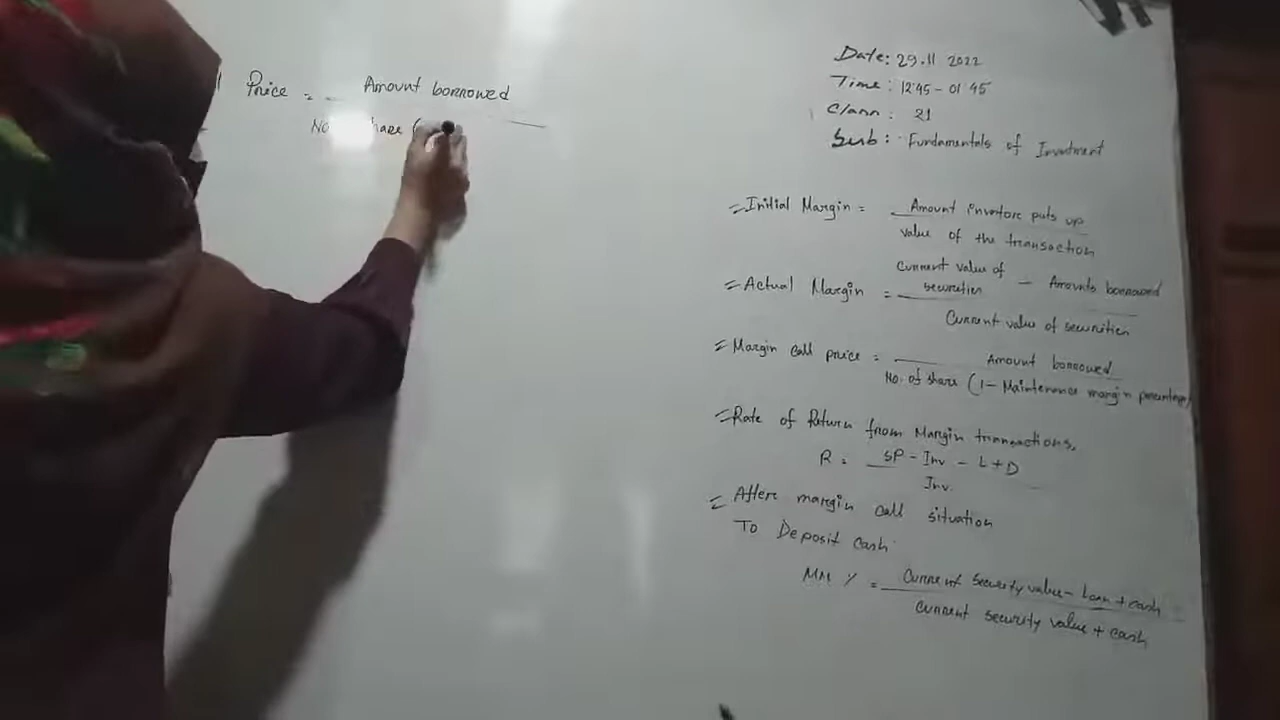 Price = Amount borrowed
No share (
Date: 29.11 2022
Time: 12:45 - 01 45
Class: 21
Sub: Fundamentals of Investment
Initial Margin = Amount investore puts up
value of the transaction
current value of
securities - Amounts borrowed
Actual Margin =
Current value of securities
Margin call price = Amount borrowed
No. of share (1 - Maintenance margin percentage)
Rate of Return from Margin transactions,
R = SP - Inv - L + D
Inv.
After margin call situation
To Deposit cash
MM % = Current Security value - Loan + cash
current security value + cash